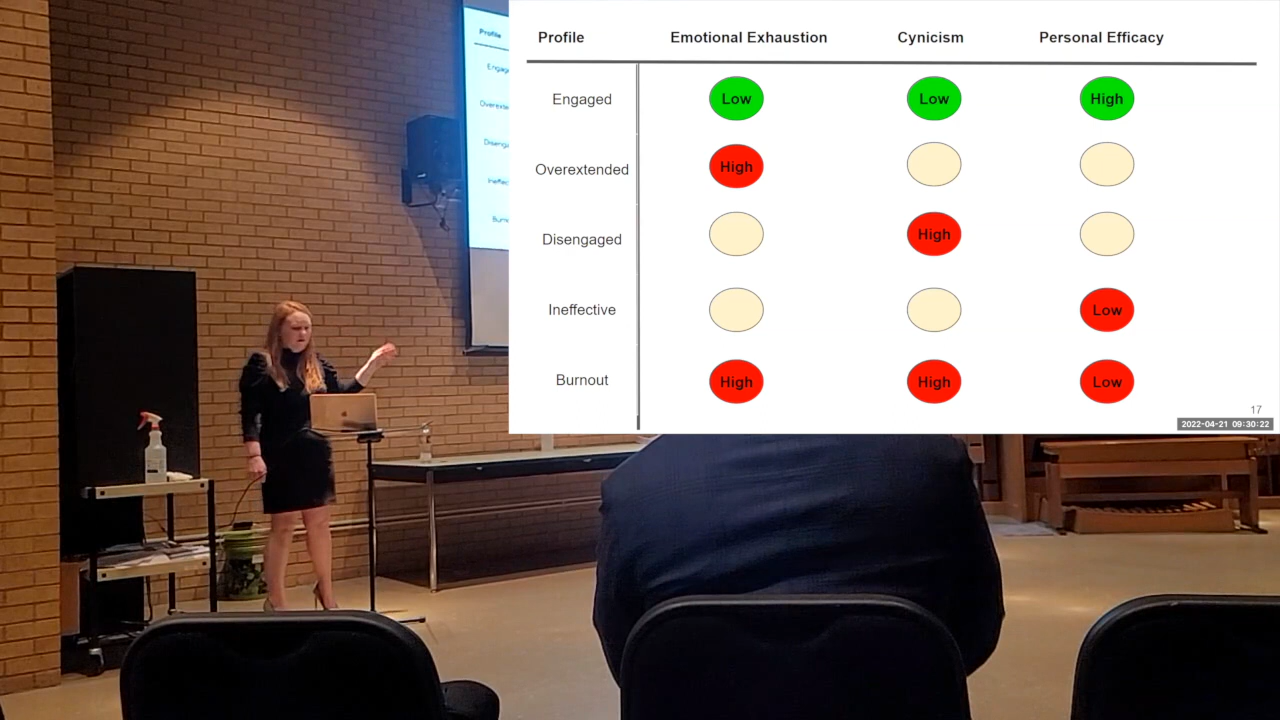 Profile Emotional Exhaustion Cynicism Personal Efficacy
Engaged Low Low High
Overextended High
Disengaged High
Ineffective Low
Burnout High High Low
17
2022-04-21 09:30:22
Profile